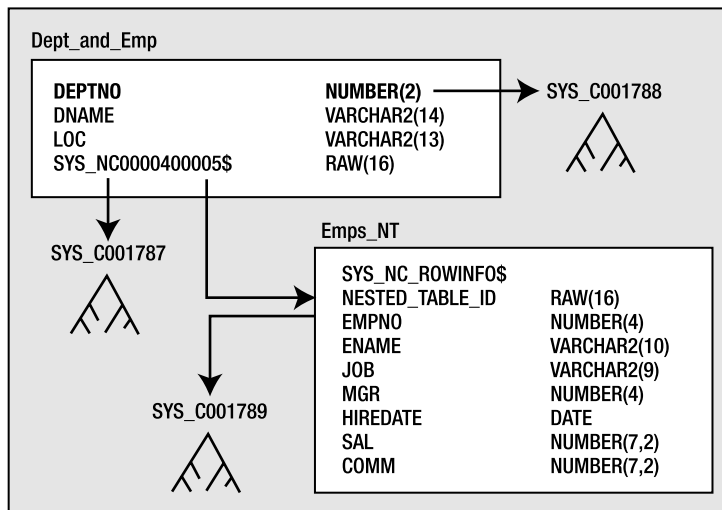 Dept_and_Emp
DEPTNO NUMBER(2)
DNAME VARCHAR2(14)
LOC VARCHAR2(13)
SYS_NC0000400005$ RAW(16)
SYS_C001788
SYS_C001787
Emps_NT
SYS_NC_ROWINFO$
NESTED_TABLE_ID RAW(16)
EMPNO NUMBER(4)
ENAME VARCHAR2(10)
JOB VARCHAR2(9)
MGR NUMBER(4)
HIREDATE DATE
SAL NUMBER(7,2)
COMM NUMBER(7,2)
SYS_C001789